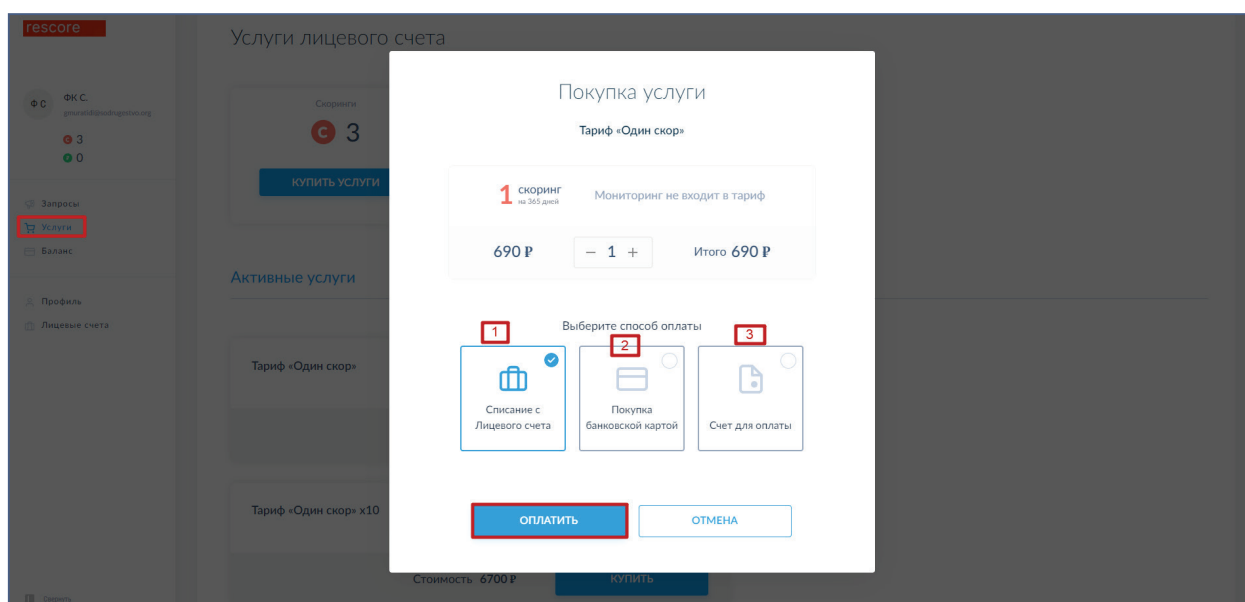 rescore
Услуги лицевого счета
Ф С
ФК С.
3
0
Запросы
Услуги
Баланс
Профиль
Лицевые счета
Свернуть
Скоринги
С 3
КУПИТЬ УСЛУГИ
Активные услуги
Тариф «Один скор»
Тариф «Один скор» x10
Стоимость 6700 ₽
КУПИТЬ
Покупка услуги
Тариф «Один скор»
1 скоринг
на 365 дней
Мониторинг не входит в тариф
690 ₽ − 1 + Итого 690 ₽
Выберите способ оплаты
1
2
3
Списание с
Лицевого счета
Покупка
банковской картой
Счет для оплаты
ОПЛАТИТЬ
ОТМЕНА